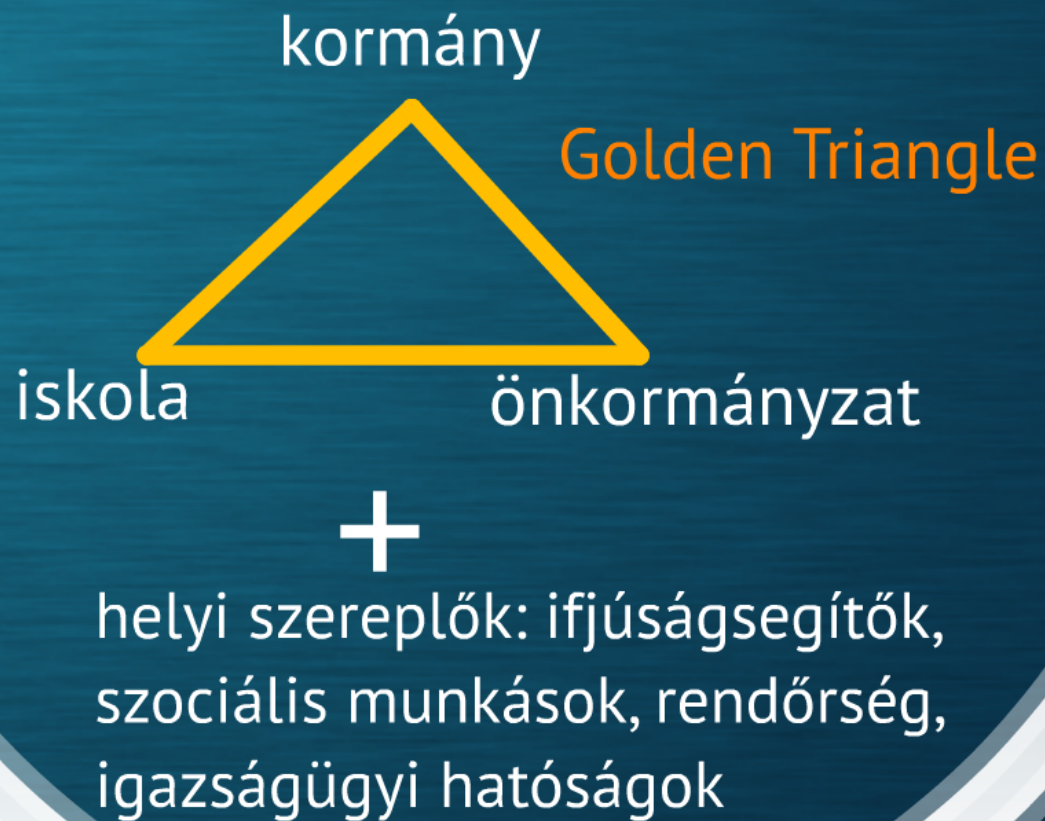 kormány
Golden Triangle
iskola
önkormányzat
+
helyi szereplők: ifjúságsegítők,
szociális munkások, rendőrség,
igazságügyi hatóságok